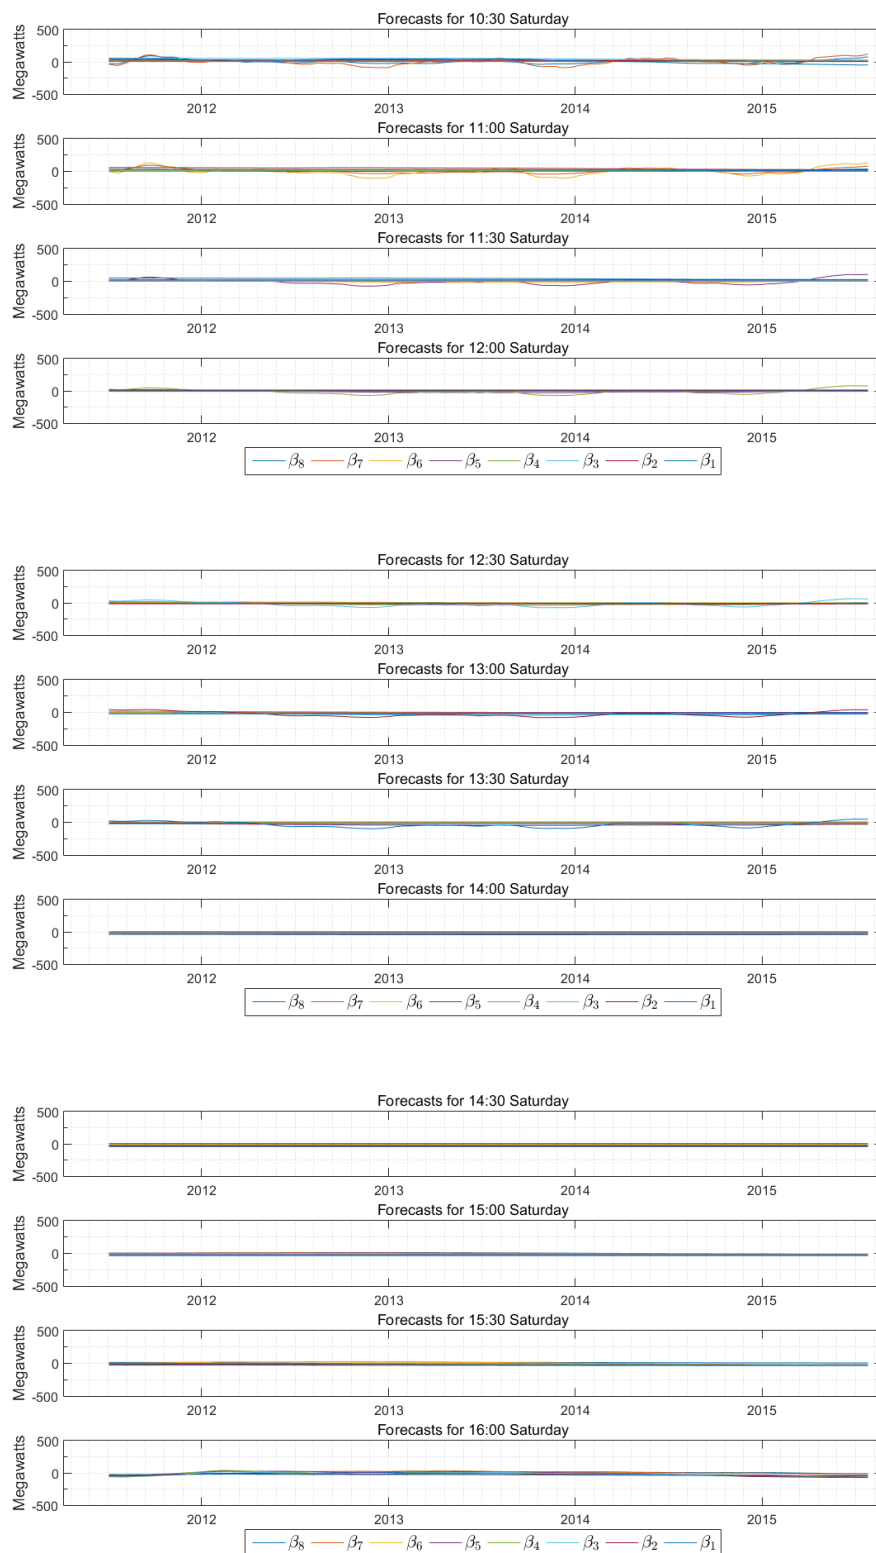 Forecasts for 10:30 Saturday
Megawatts
500
0
-500
2012 2013 2014 2015
Forecasts for 11:00 Saturday
Megawatts
500
0
-500
2012 2013 2014 2015
Forecasts for 11:30 Saturday
Megawatts
500
0
-500
2012 2013 2014 2015
Forecasts for 12:00 Saturday
Megawatts
500
0
-500
2012 2013 2014 2015
β8 β7 β6 β5 β4 β3 β2 β1
Forecasts for 12:30 Saturday
Megawatts
500
0
-500
2012 2013 2014 2015
Forecasts for 13:00 Saturday
Megawatts
500
0
-500
2012 2013 2014 2015
Forecasts for 13:30 Saturday
Megawatts
500
0
-500
2012 2013 2014 2015
Forecasts for 14:00 Saturday
Megawatts
500
0
-500
2012 2013 2014 2015
β8 β7 β6 β5 β4 β3 β2 β1
Forecasts for 14:30 Saturday
Megawatts
500
0
-500
2012 2013 2014 2015
Forecasts for 15:00 Saturday
Megawatts
500
0
-500
2012 2013 2014 2015
Forecasts for 15:30 Saturday
Megawatts
500
0
-500
2012 2013 2014 2015
Forecasts for 16:00 Saturday
Megawatts
500
0
-500
2012 2013 2014 2015
β8 β7 β6 β5 β4 β3 β2 β1